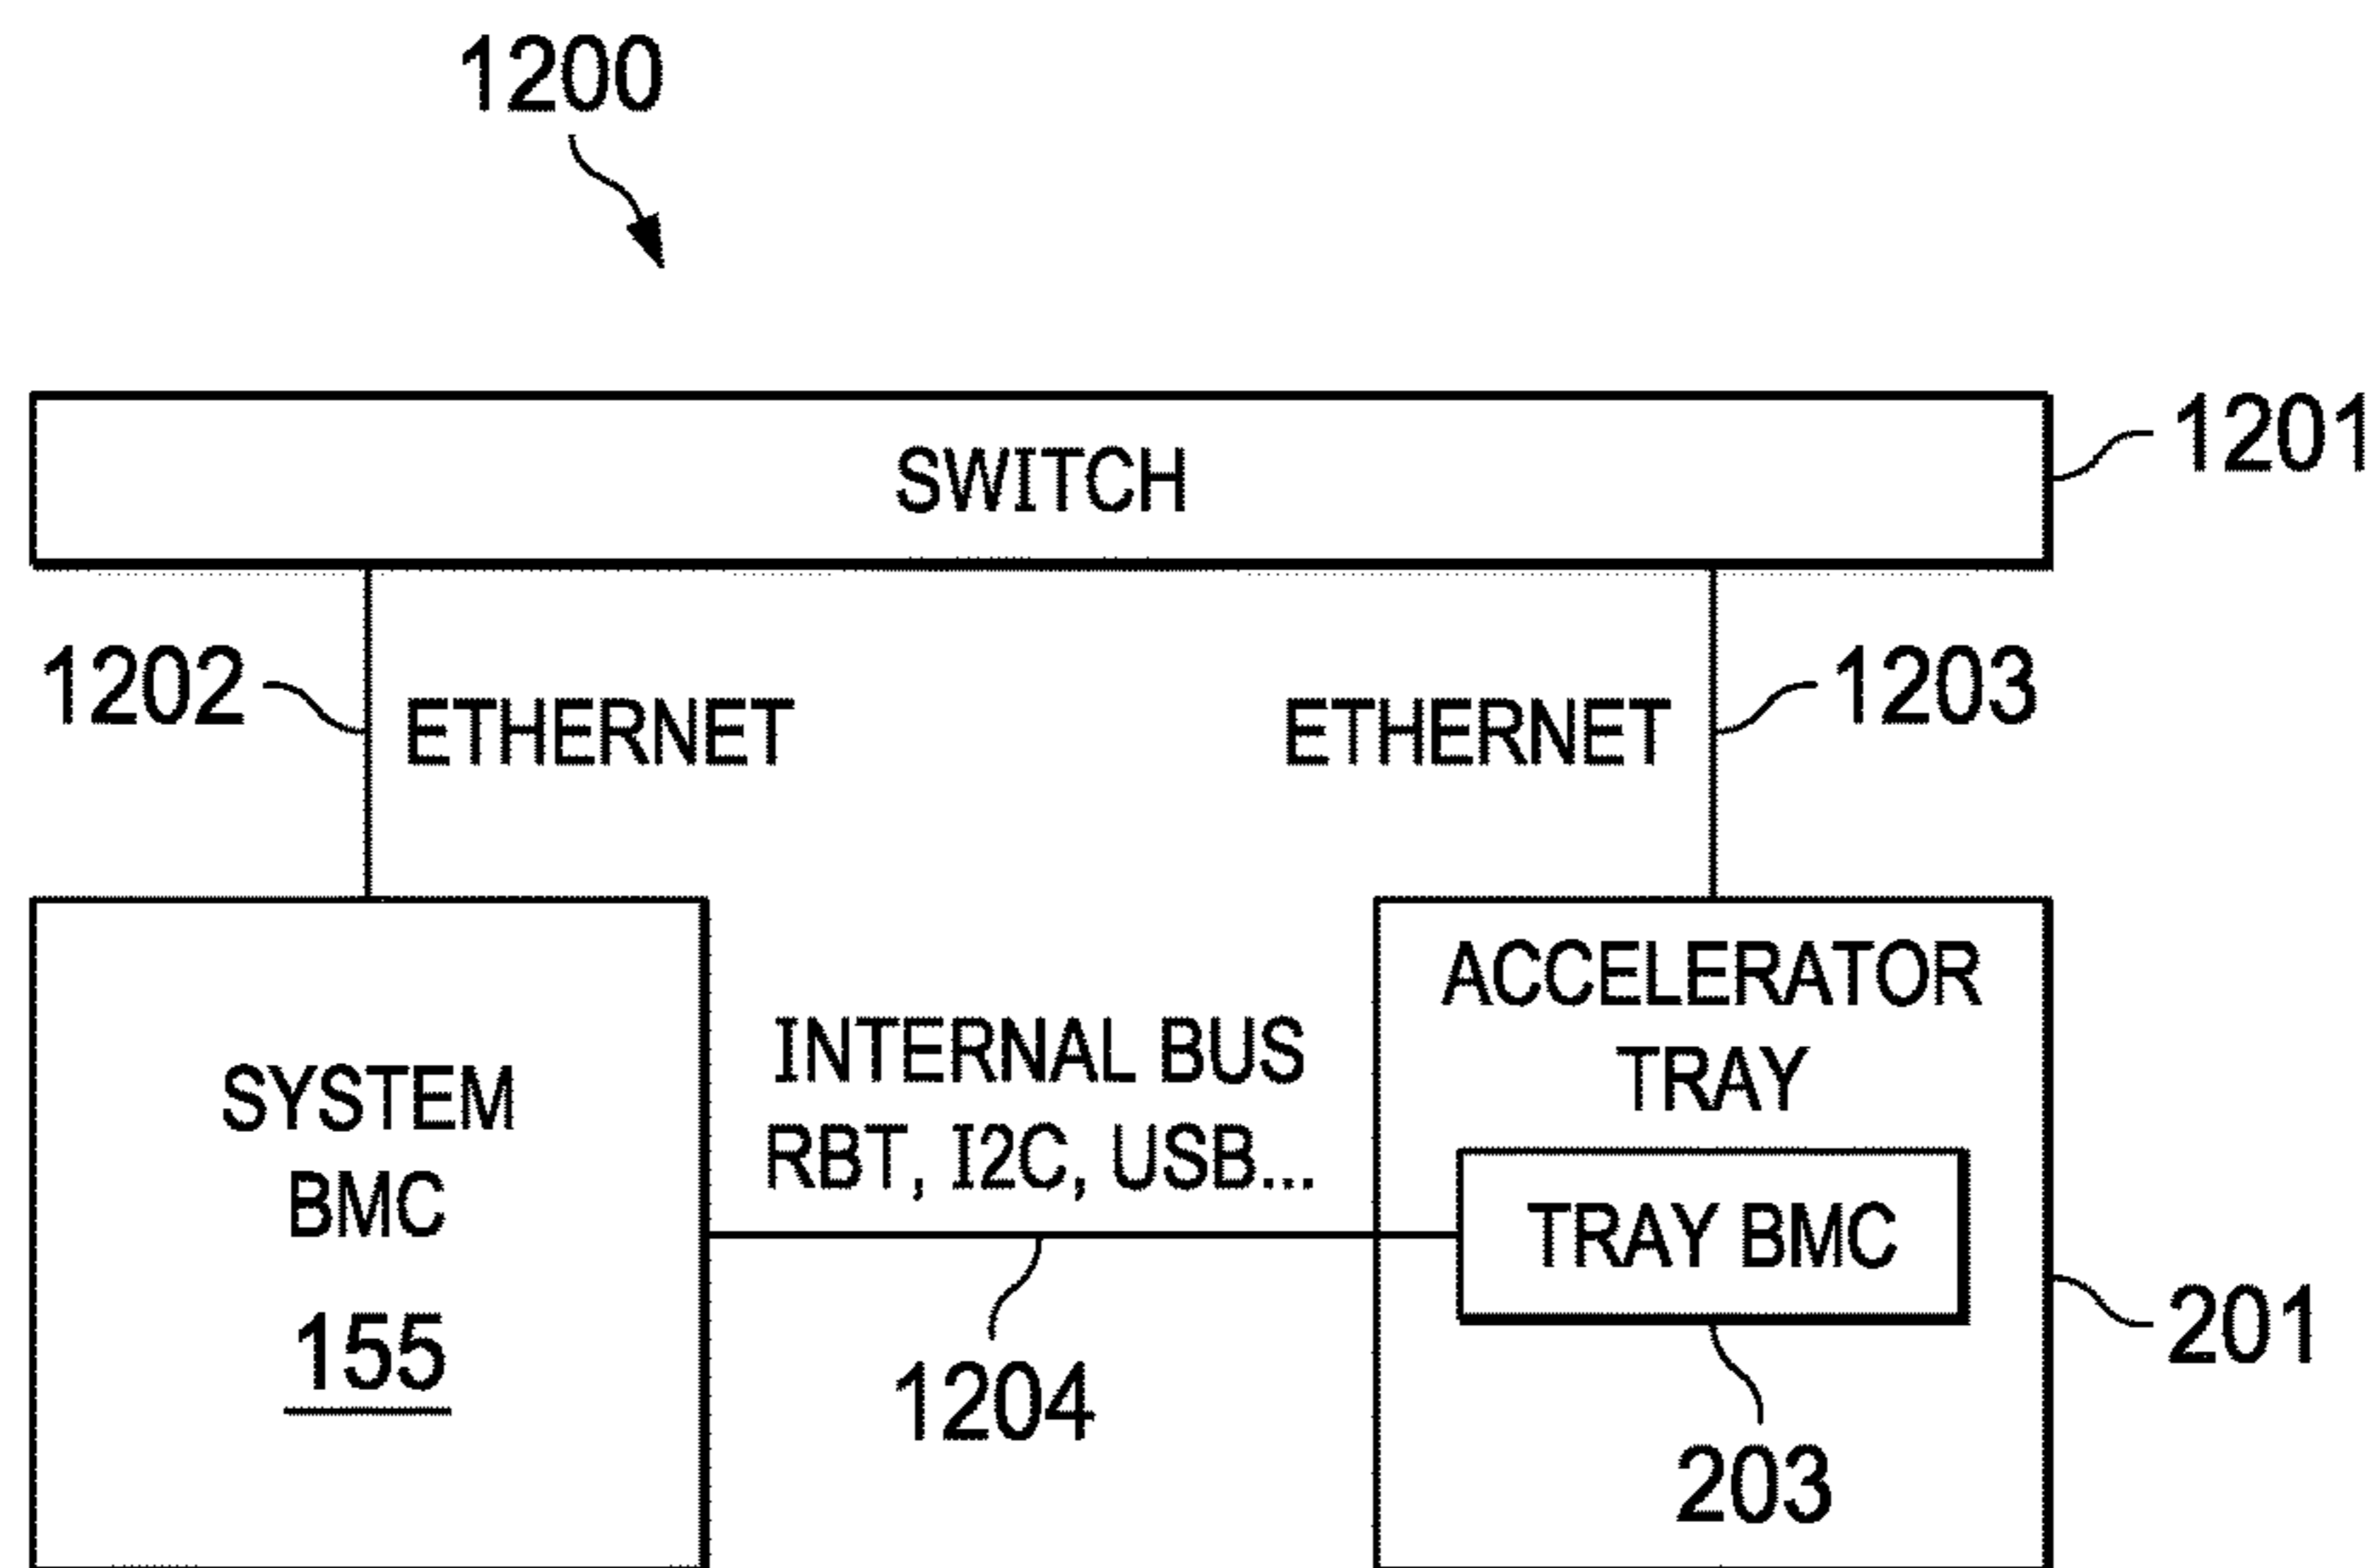 1200
SWITCH
1201
1202
ETHERNET
ETHERNET
1203
SYSTEM
BMC
155
INTERNAL BUS
RBT, I2C, USB...
1204
ACCELERATOR
TRAY
TRAY BMC
201
203